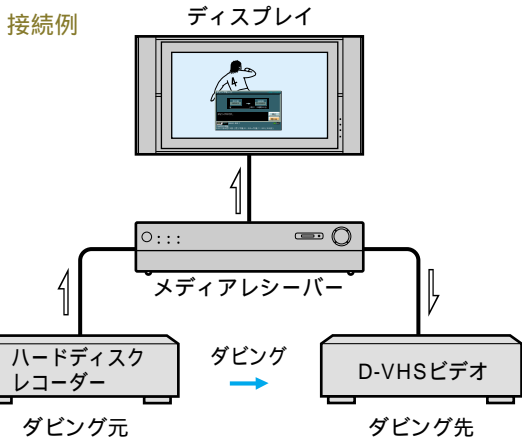 接続例
ディスプレイ
4
メディアレシーバー
ハードディスク
レコーダー
ダビング
D-VHSビデオ
ダビング元
ダビング先